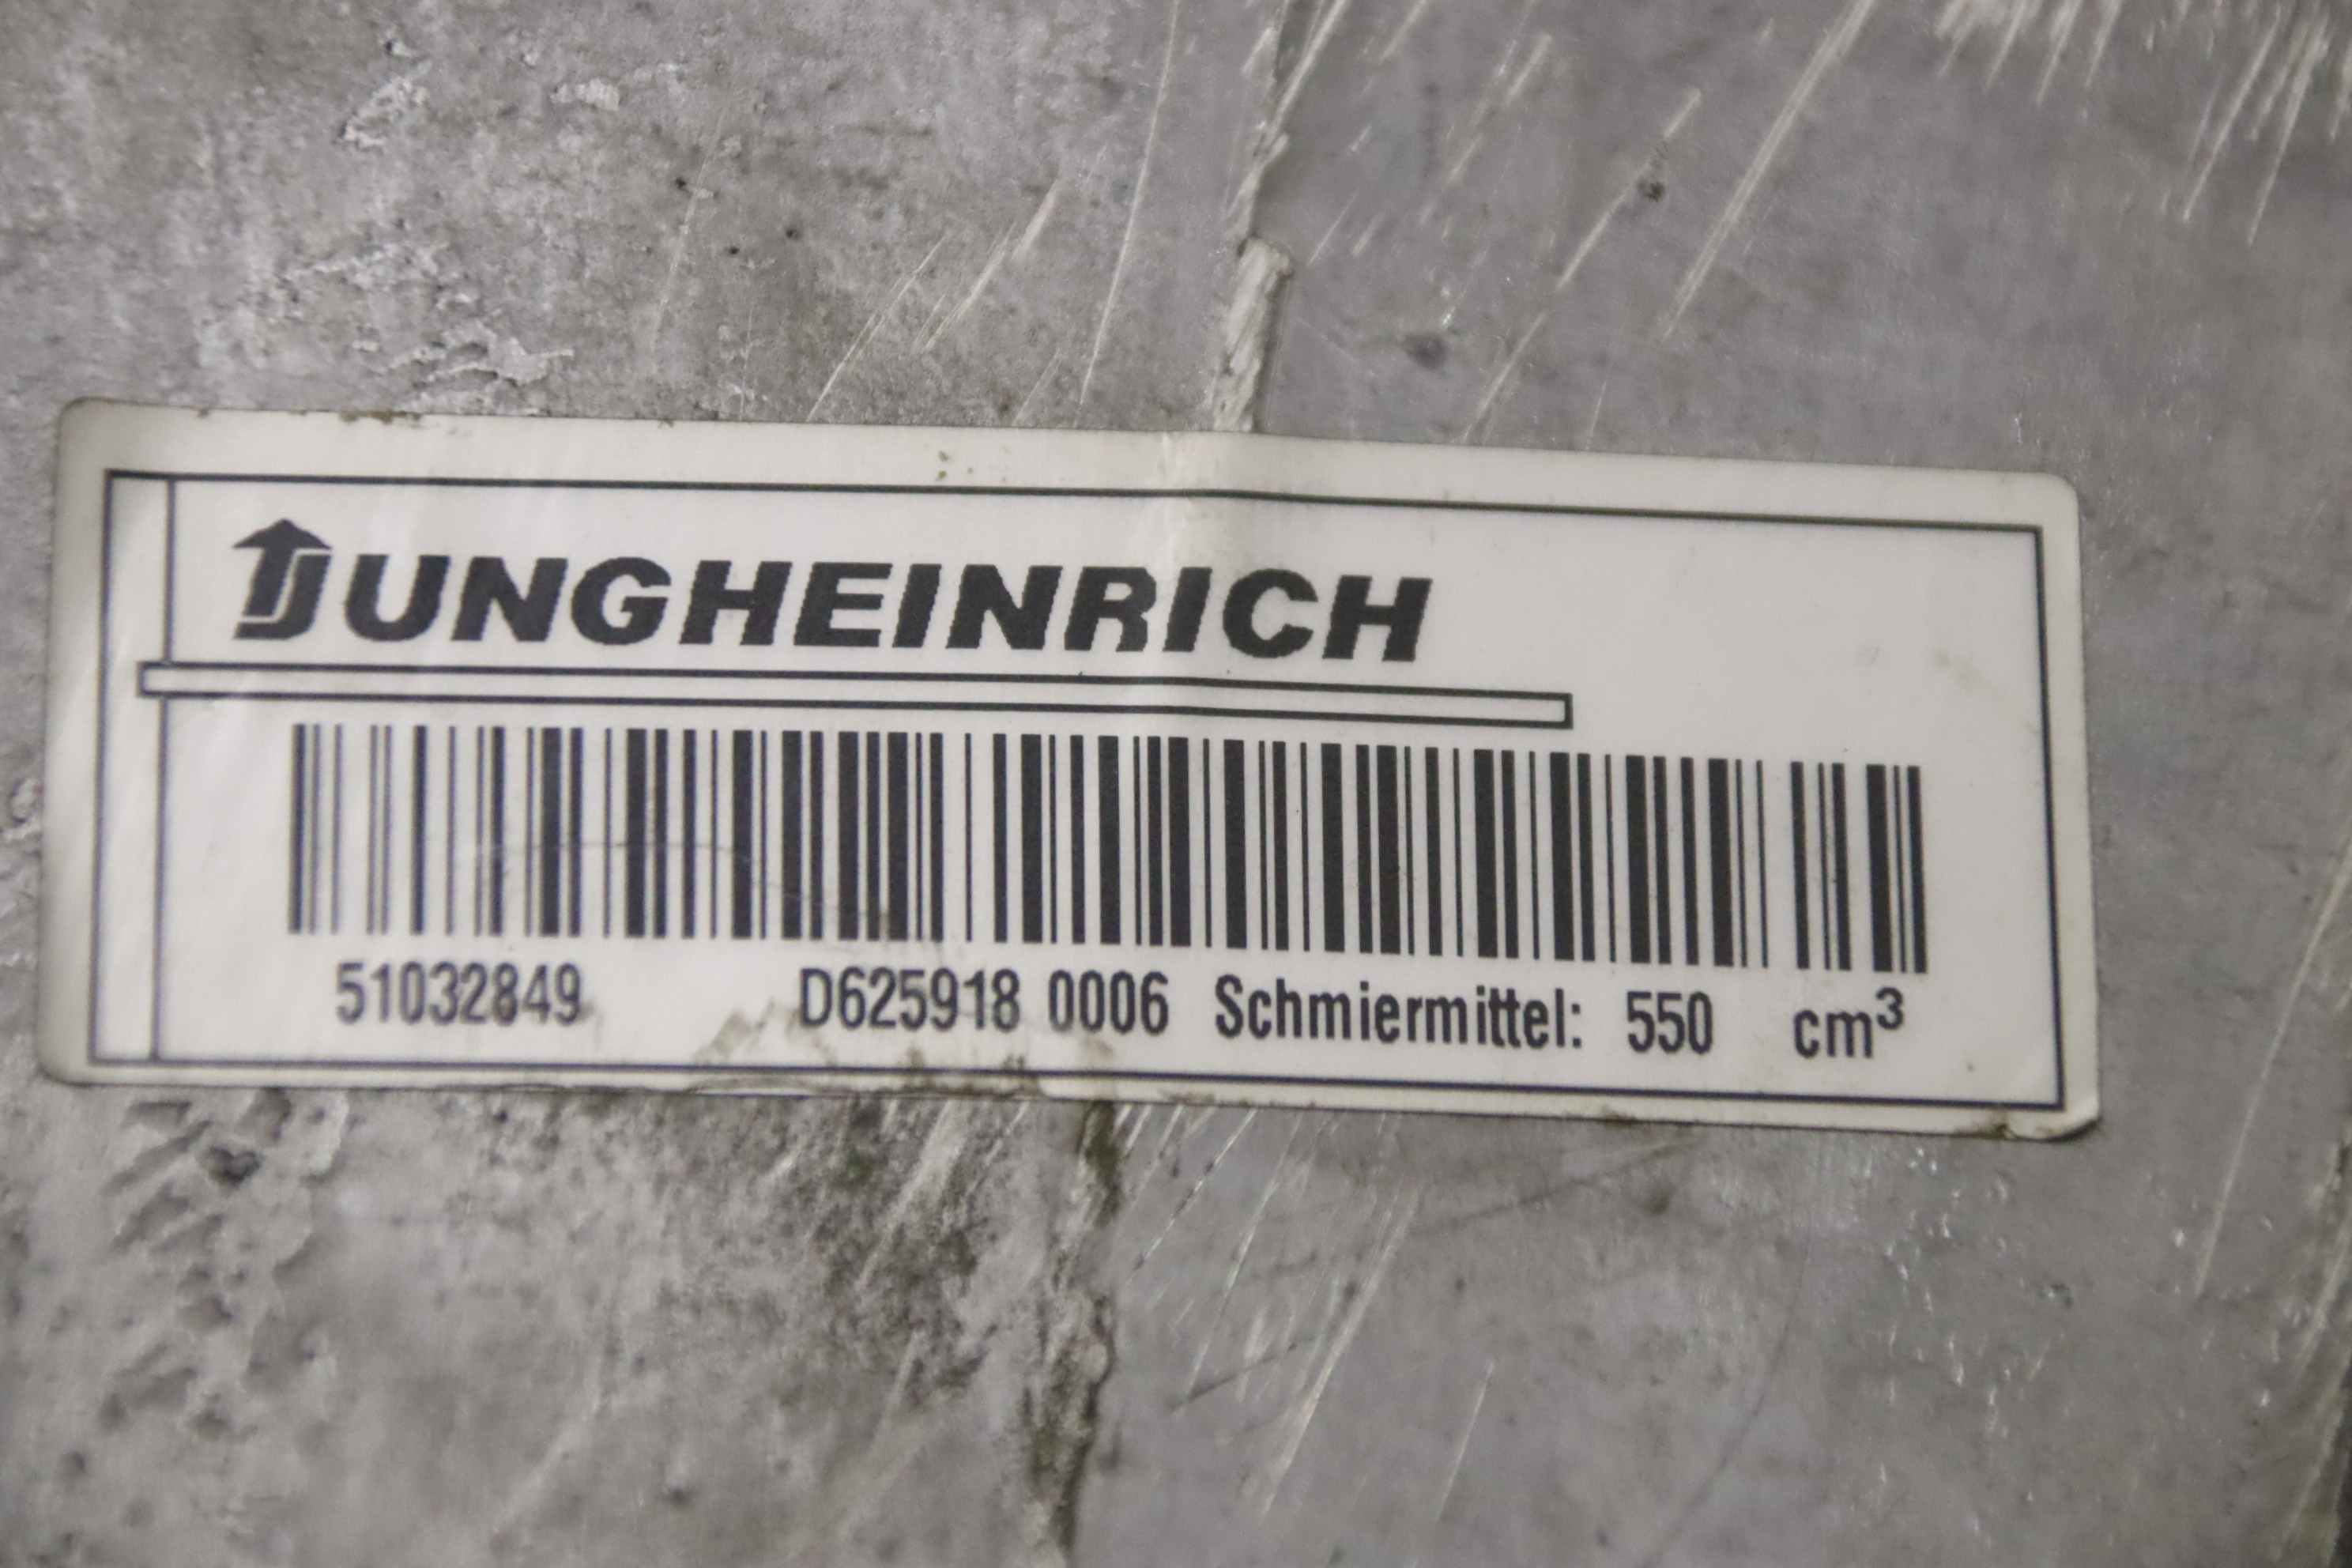 JUNGHEINRICH
51032849 D625918 0006 Schmiermittel: 550 cm³